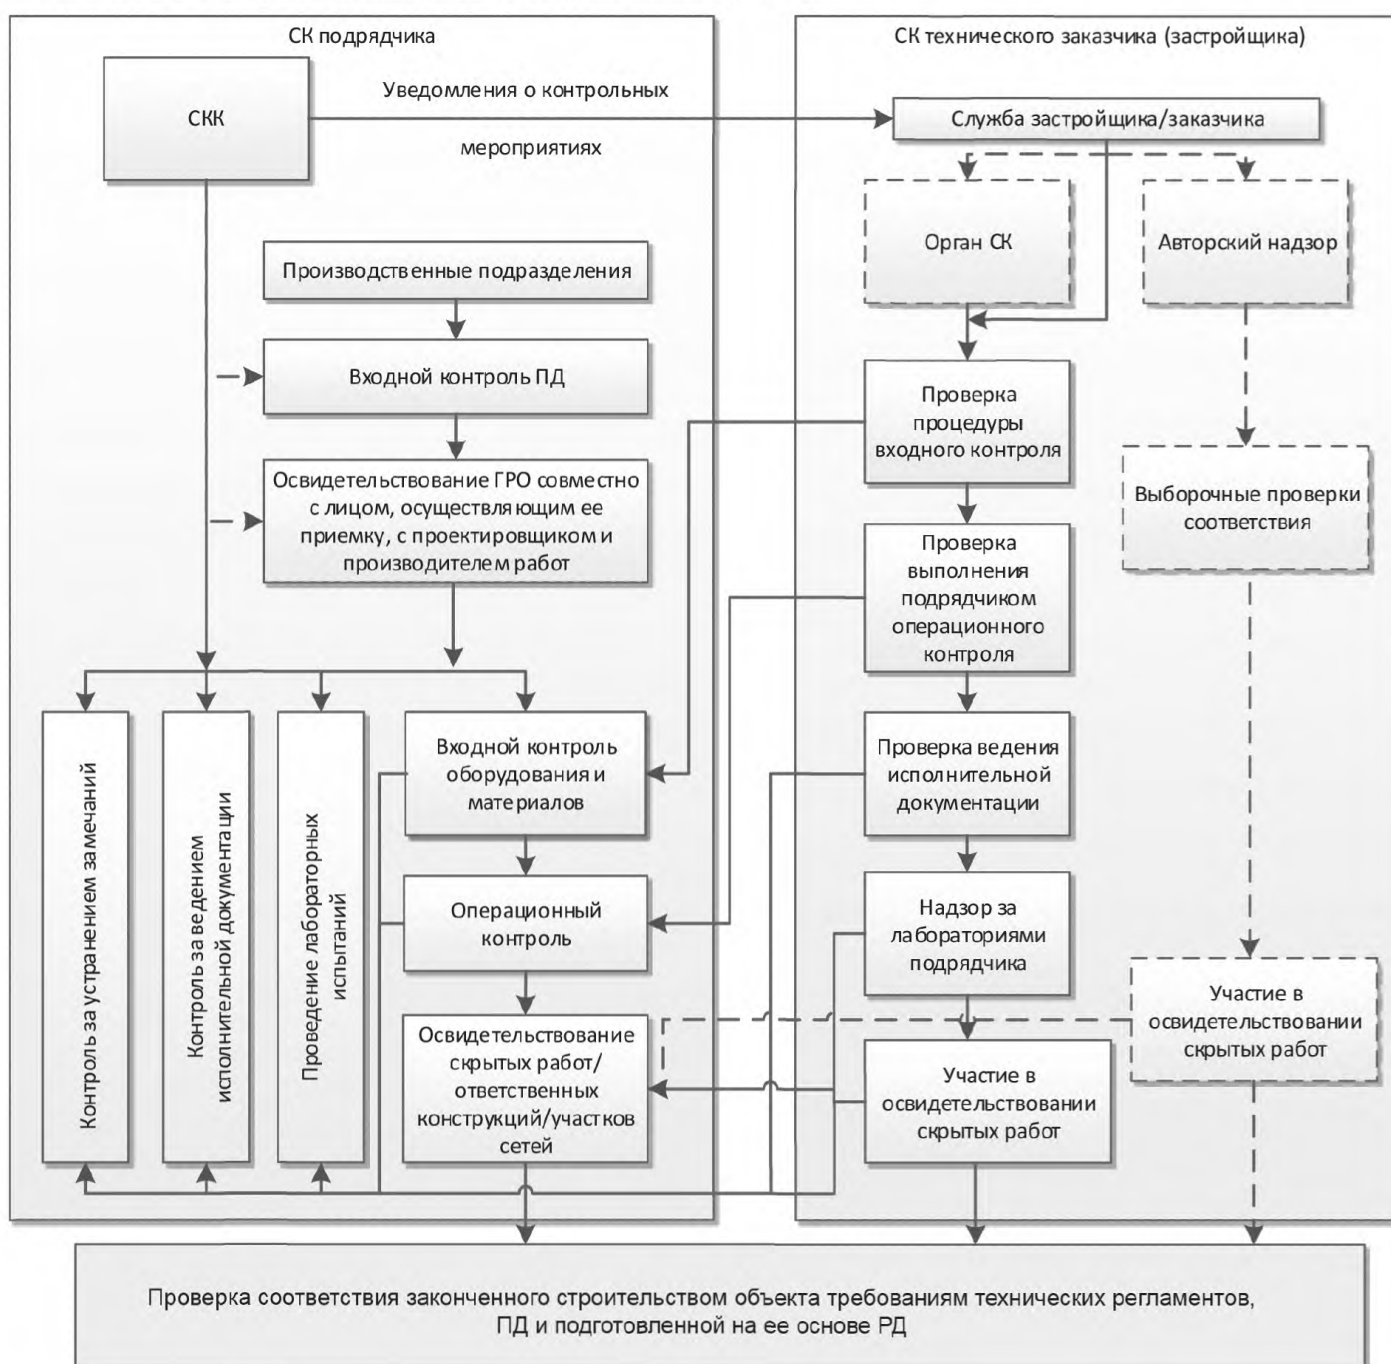 СК подрядчика
СКК
Уведомления о контрольных
мероприятиях
Производственные подразделения
Входной контроль ПД
Освидетельствование ГРО совместно
с лицом, осуществляющим ее
приемку, с проектировщиком и
производителем работ
Контроль за устранением замечаний
Контроль за ведением
исполнительной документации
Проведение лабораторных
испытаний
Входной контроль
оборудования и
материалов
Операционный
контроль
Освидетельствование
скрытых работ/
ответственных
конструкций/участков
сетей
СК технического заказчика (застройщика)
Служба застройщика/заказчика
Орган СК
Авторский надзор
Проверка
процедуры
входного контроля
Проверка
выполнения
подрядчиком
операционного
контроля
Проверка ведения
исполнительной
документации
Надзор за
лабораториями
подрядчика
Участие в
освидетельствовании
скрытых работ
Выборочные проверки
соответствия
Участие в
освидетельствовании
скрытых работ
Проверка соответствия законченного строительством объекта требованиям технических регламентов,
ПД и подготовленной на ее основе РД